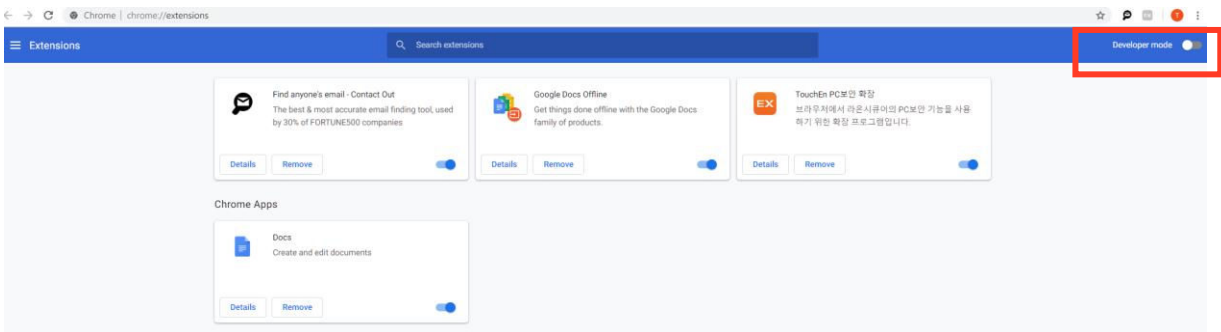 Chrome | chrome://extensions
T
Extensions
Search extensions
Developer mode
Find anyone's email - Contact Out
The best & most accurate email finding tool, used
by 30% of FORTUNE500 companies
Details
Remove
Google Docs Offline
Get things done offline with the Google Docs
family of products.
Details
Remove
EX
TouchEn PC보안 확장
브라우저에서 라온시큐어의 PC보안 기능을 사용
하기 위한 확장 프로그램입니다.
Details
Remove
Chrome Apps
Docs
Create and edit documents
Details
Remove